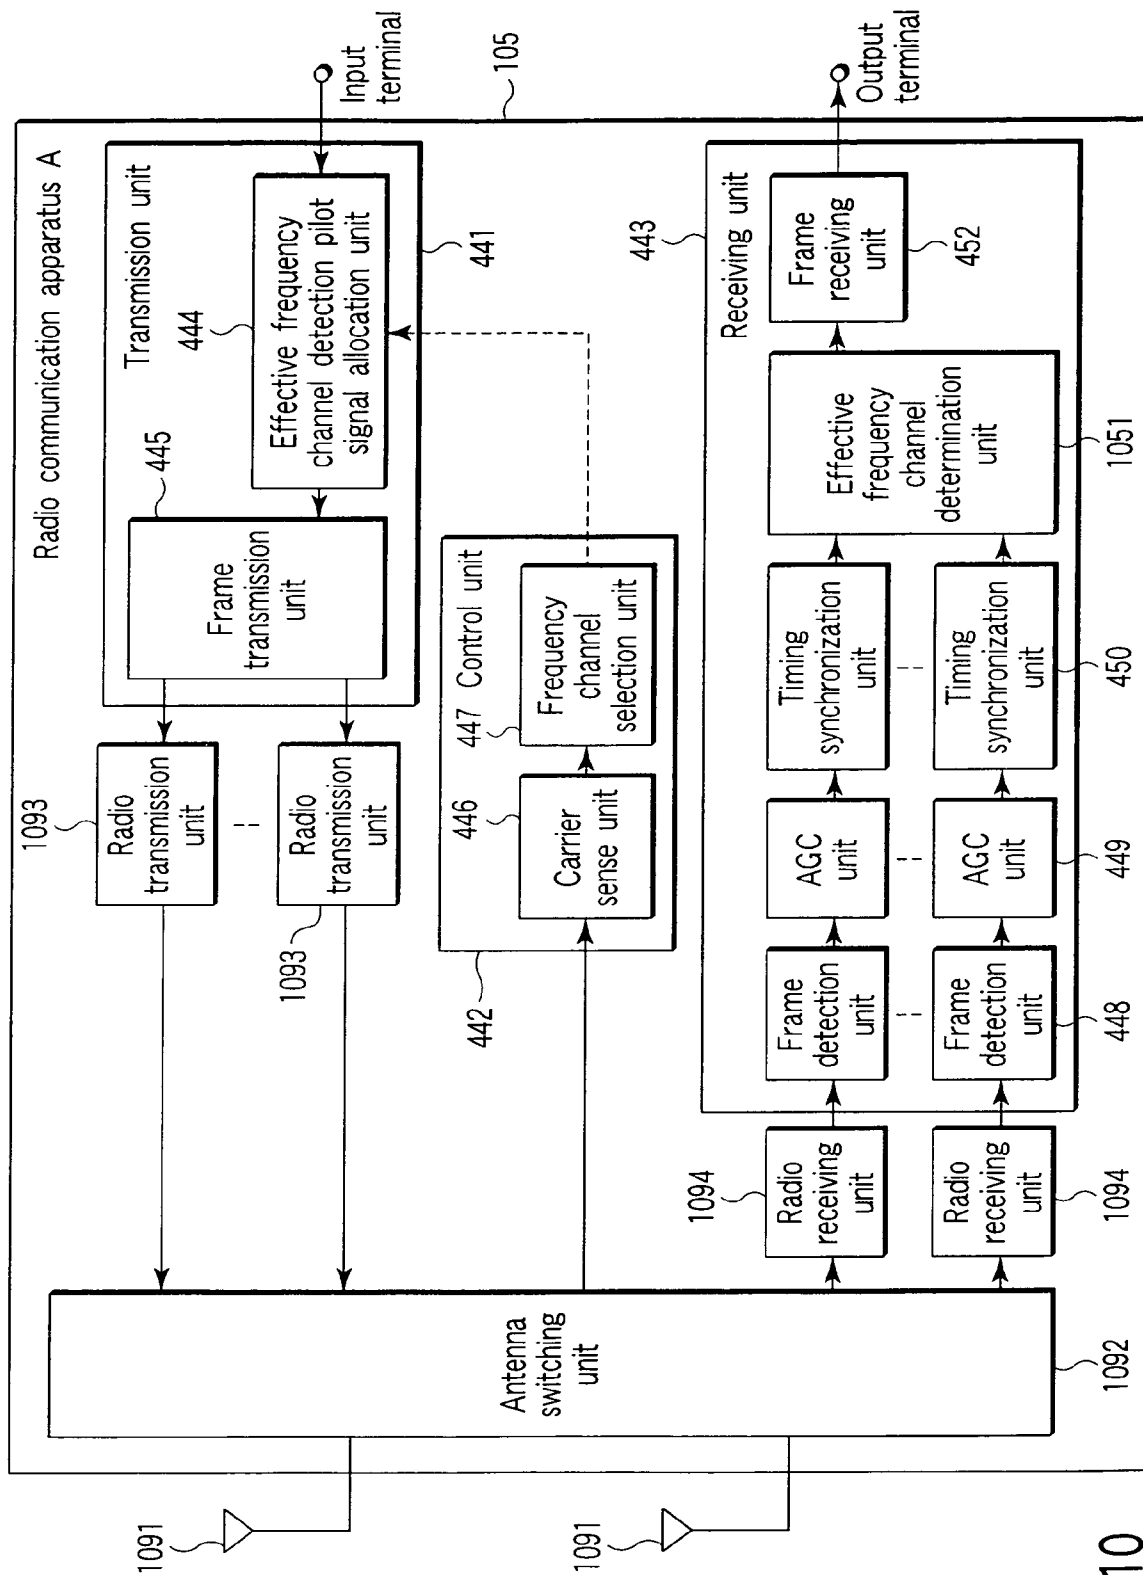 Radio communication apparatus A
105
1091
1091
Antenna
switching
unit
1092
1093
Radio
transmission
unit
Radio
transmission
unit
1093
Transmission unit
445
Frame
transmission
unit
444
Effective frequency
channel detection pilot
signal allocation unit
441
Input
terminal
442
446
Carrier
sense unit
447
Control unit
Frequency
channel
selection unit
443
Receiving unit
1094
Radio
receiving
unit
Radio
receiving
unit
1094
Frame
detection
unit
Frame
detection
unit
448
AGC
unit
AGC
unit
449
Timing
synchronization
unit
Timing
synchronization
unit
450
Effective
frequency
channel
determination
unit
1051
Frame
receiving
unit
452
Output
terminal
10